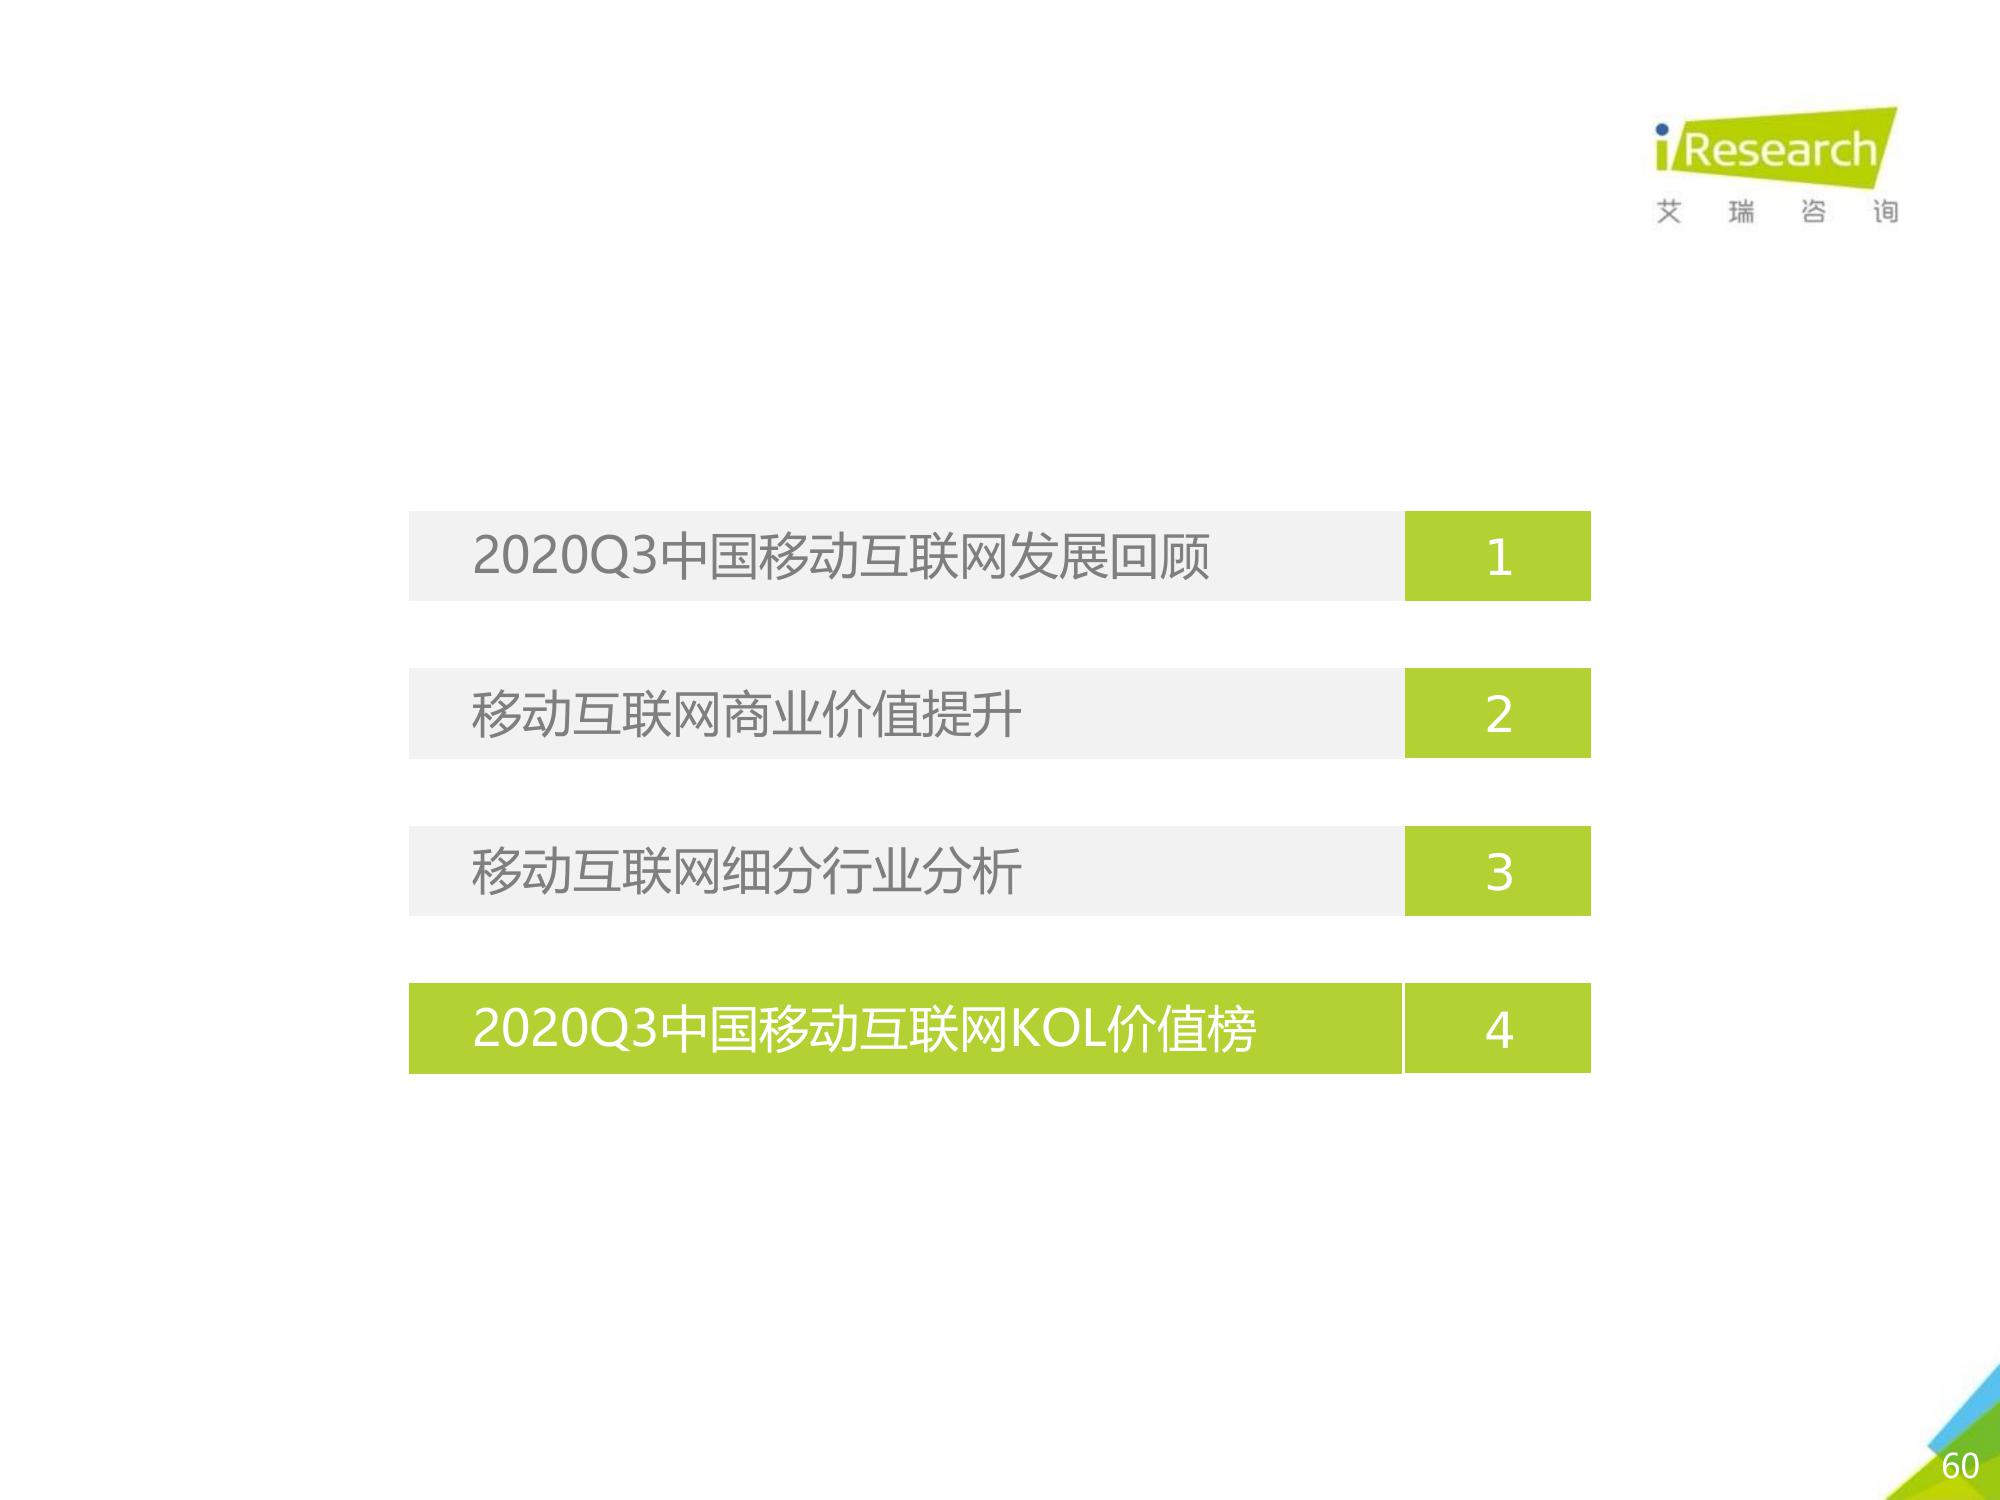 iResearch
艾瑞咨询
2020Q3中国移动互联网发展回顾 1
移动互联网商业价值提升 2
移动互联网细分行业分析 3
2020Q3中国移动互联网KOL价值榜 4
60